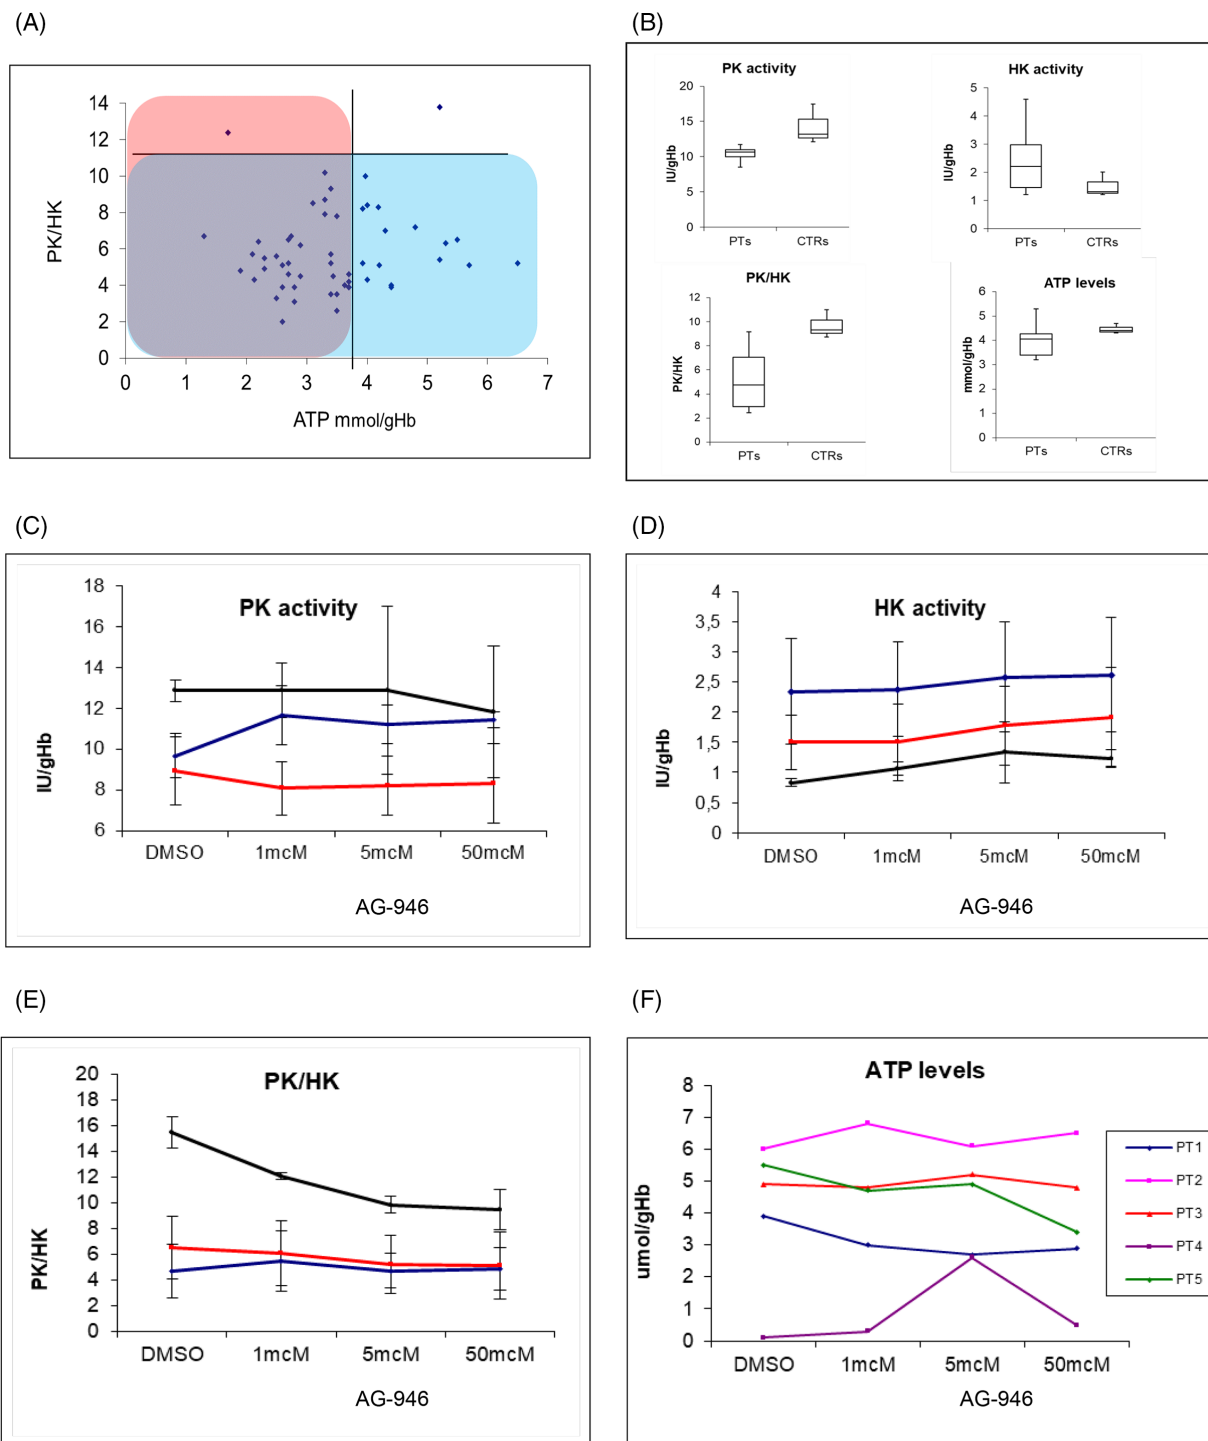 (A)
14
12
10
8
6
4
2
0
PK/HK
0 1 2 3 4 5 6 7
ATP mmol/gHb
(B)
PK activity
20
15
10
5
0
IU/gHb
PTs CTRs
HK activity
5
4
3
2
1
0
IU/gHb
PTs CTRs
PK/HK
12
10
8
6
4
2
0
PK/HK
PTs CTRs
ATP levels
6
5
4
3
2
1
0
mmol/gHb
PTs CTRs
(C)
PK activity
18
16
14
12
10
8
6
IU/gHb
DMSO 1mcM 5mcM 50mcM
AG-946
(D)
HK activity
4
3,5
3
2,5
2
1,5
1
0,5
0
IU/gHb
DMSO 1mcM 5mcM 50mcM
AG-946
(E)
PK/HK
20
18
16
14
12
10
8
6
4
2
0
PK/HK
DMSO 1mcM 5mcM 50mcM
AG-946
(F)
ATP levels
8
7
6
5
4
3
2
1
0
umol/gHb
DMSO 1mcM 5mcM 50mcM
AG-946
PT1
PT2
PT3
PT4
PT5